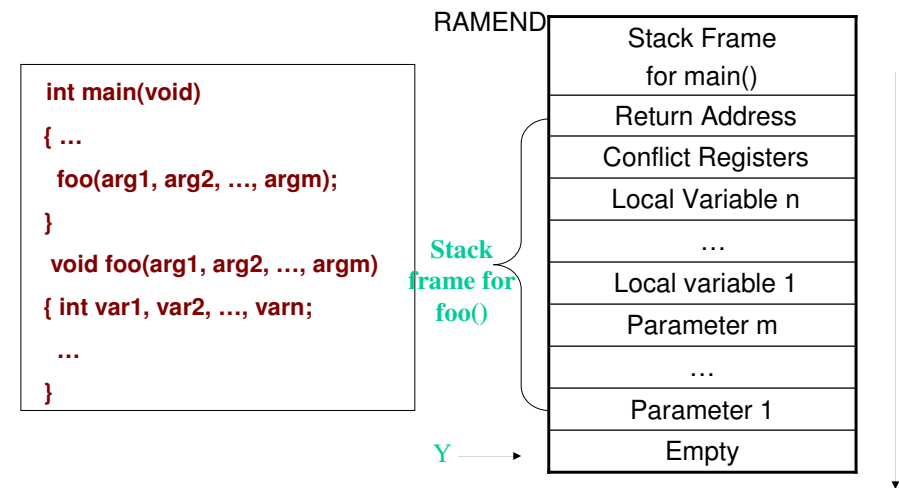 RAMEND
Stack Frame
for main()
int main(void)
{ …
foo(arg1, arg2, …, argm);
}
void foo(arg1, arg2, …, argm)
{ int var1, var2, …, varn;
…
}
Stack
frame for
foo()
Return Address
Conflict Registers
Local Variable n
…
Local variable 1
Parameter m
…
Parameter 1
Y
Empty